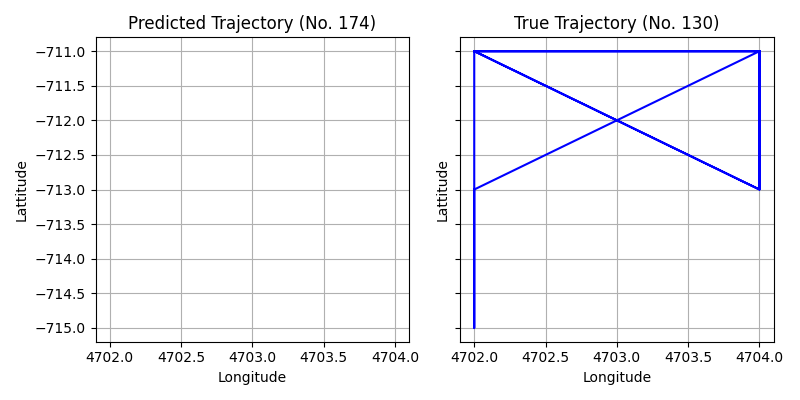 Predicted Trajectory (No. 174)
True Trajectory (No. 130)
Lattitude
−711.0
−711.5
−712.0
−712.5
−713.0
−713.5
−714.0
−714.5
−715.0
4702.0 4702.5 4703.0 4703.5 4704.0
Longitude
Lattitude
4702.0 4702.5 4703.0 4703.5 4704.0
Longitude